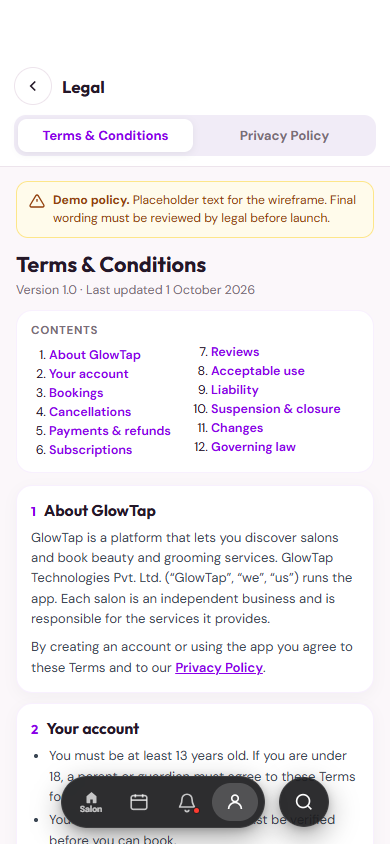 Legal
Terms & Conditions
Privacy Policy
Demo policy. Placeholder text for the wireframe. Final
wording must be reviewed by legal before launch.
Terms & Conditions
Version 1.0 · Last updated 1 October 2026
CONTENTS
1. About GlowTap
2. Your account
3. Bookings
4. Cancellations
5. Payments & refunds
6. Subscriptions
7. Reviews
8. Acceptable use
9. Liability
10. Suspension & closure
11. Changes
12. Governing law
1 About GlowTap
GlowTap is a platform that lets you discover salons
and book beauty and grooming services. GlowTap
Technologies Pvt. Ltd. (“GlowTap”, “we”, “us”) runs the
app. Each salon is an independent business and is
responsible for the services it provides.
By creating an account or using the app you agree to
these Terms and to our Privacy Policy.
2 Your account
• You must be at least 13 years old. If you are under
18, a parent or guardian must agree to these Terms
• be verified
before you can book.
Salon